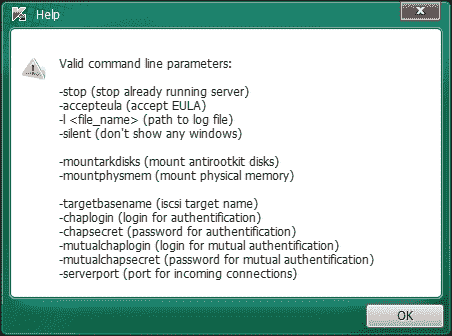 Help
Valid command line parameters:
-stop (stop already running server)
-accepteula (accept EULA)
-l <file_name> (path to log file)
-silent (don't show any windows)
-mountarkdisks (mount antirootkit disks)
-mountphysmem (mount physical memory)
-targetbasename (iscsi target name)
-chaplogin (login for authentification)
-chapsecret (password for authentification)
-mutualchaplogin (login for mutual authentification)
-mutualchapsecret (password for mutual authentification)
-serverport (port for incoming connections)
OK